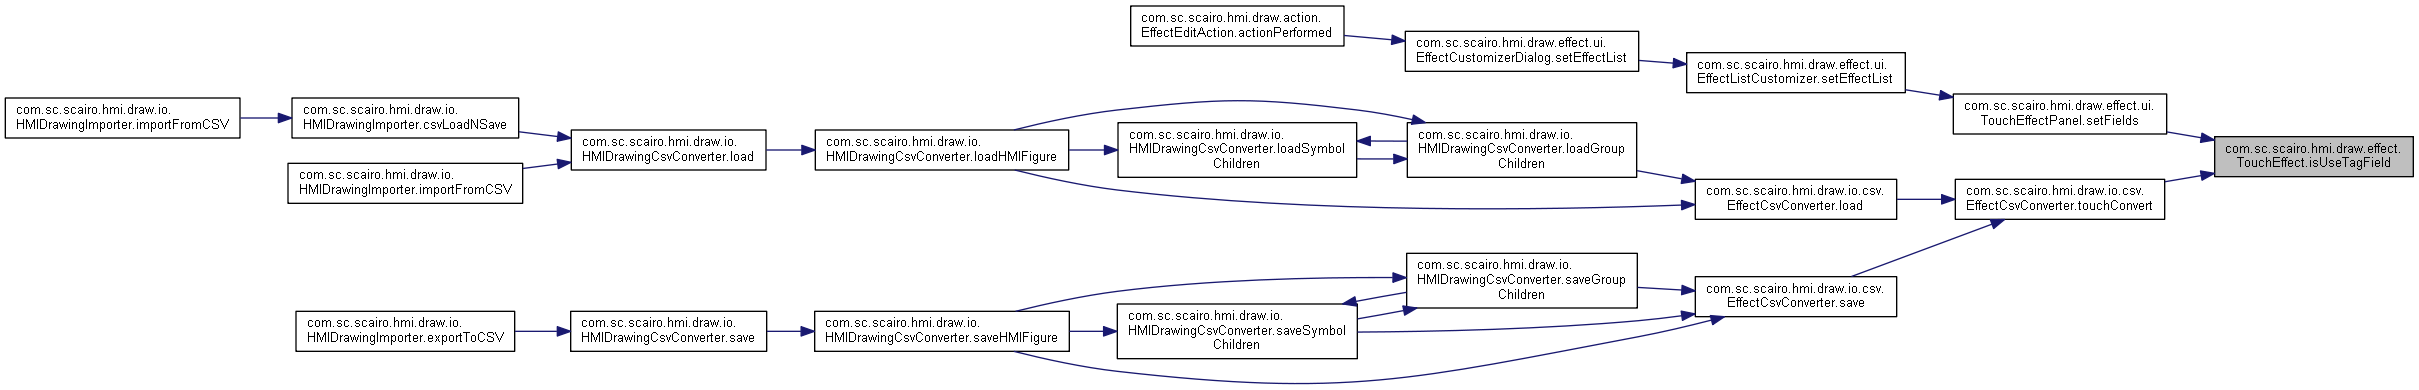 com.sc.scairo.hmi.draw.action.
EffectEditAction.actionPerformed
com.sc.scairo.hmi.draw.effect.ui.
EffectCustomizerDialog.setEffectList
com.sc.scairo.hmi.draw.effect.ui.
EffectListCustomizer.setEffectList
com.sc.scairo.hmi.draw.effect.ui.
TouchEffectPanel.setFields
com.sc.scairo.hmi.draw.effect.
TouchEffect.isUseTagField
com.sc.scairo.hmi.draw.io.
HMIDrawingImporter.importFromCSV
com.sc.scairo.hmi.draw.io.
HMIDrawingImporter.csvLoadNSave
com.sc.scairo.hmi.draw.io.
HMIDrawingCsvConverter.load
com.sc.scairo.hmi.draw.io.
HMIDrawingCsvConverter.loadHMIFigure
com.sc.scairo.hmi.draw.io.
HMIDrawingCsvConverter.loadSymbol
Children
com.sc.scairo.hmi.draw.io.
HMIDrawingCsvConverter.loadGroup
Children
com.sc.scairo.hmi.draw.io.
HMIDrawingImporter.importFromCSV
com.sc.scairo.hmi.draw.io.csv.
EffectCsvConverter.load
com.sc.scairo.hmi.draw.io.csv.
EffectCsvConverter.touchConvert
com.sc.scairo.hmi.draw.io.
HMIDrawingCsvConverter.saveGroup
Children
com.sc.scairo.hmi.draw.io.csv.
EffectCsvConverter.save
com.sc.scairo.hmi.draw.io.
HMIDrawingImporter.exportToCSV
com.sc.scairo.hmi.draw.io.
HMIDrawingCsvConverter.save
com.sc.scairo.hmi.draw.io.
HMIDrawingCsvConverter.saveHMIFigure
com.sc.scairo.hmi.draw.io.
HMIDrawingCsvConverter.saveSymbol
Children